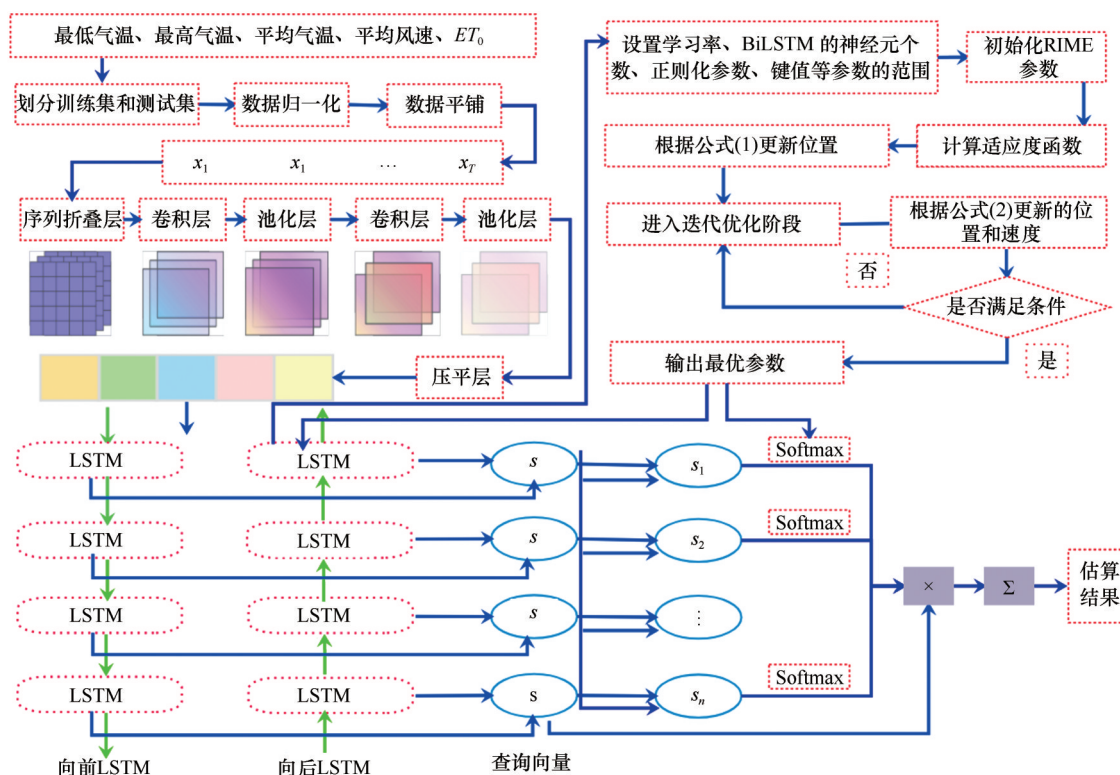 最低气温、最高气温、平均气温、平均风速、ET₀
划分训练集和测试集
数据归一化
数据平铺
x₁ x₁ … x_T
序列折叠层
卷积层
池化层
卷积层
池化层
压平层
设置学习率、BiLSTM 的神经元个
数、正则化参数、键值等参数的范围
初始化RIME
参数
根据公式(1)更新位置
计算适应度函数
进入迭代优化阶段
根据公式(2)更新的位
置和速度
否
是否满足条件
是
输出最优参数
LSTM
LSTM
s
s₁
Softmax
LSTM
LSTM
s
s₂
Softmax
LSTM
LSTM
s
⋮
LSTM
LSTM
s
sₙ
Softmax
×
Σ
估算
结果
向前LSTM
向后LSTM
查询向量